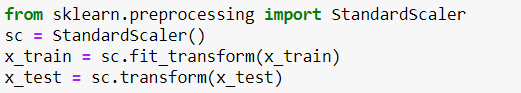 from sklearn.preprocessing import StandardScaler
sc = StandardScaler()
x_train = sc.fit_transform(x_train)
x_test = sc.transform(x_test)